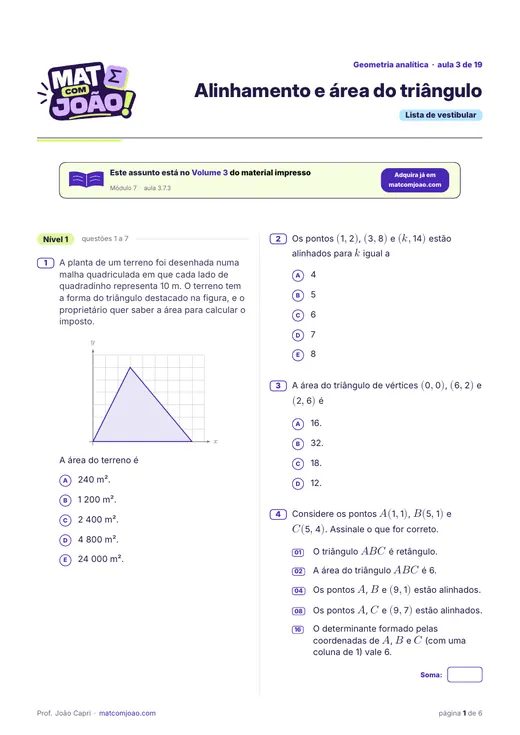 Geometria analítica · aula 3 de 19
MAT Σ
COM
JOÃO!
Alinhamento e área do triângulo
Lista de vestibular
Este assunto está no Volume 3 do material impresso
Módulo 7 · aula 3.7.3
Adquira já em
matcomjoao.com
Nível 1 questões 1 a 7
1 A planta de um terreno foi desenhada numa
malha quadriculada em que cada lado de
quadradinho representa 10 m. O terreno tem
a forma do triângulo destacado na figura, e o
proprietário quer saber a área para calcular o
imposto.
y
x
A área do terreno é
A 240 m².
B 1 200 m².
C 2 400 m².
D 4 800 m².
E 24 000 m².
2 Os pontos (1, 2), (3, 8) e (k, 14) estão
alinhados para k igual a
A 4
B 5
C 6
D 7
E 8
3 A área do triângulo de vértices (0, 0), (6, 2) e
(2, 6) é
A 16.
B 32.
C 18.
D 12.
4 Considere os pontos A(1, 1), B(5, 1) e
C(5, 4). Assinale o que for correto.
01 O triângulo ABC é retângulo.
02 A área do triângulo ABC é 6.
04 Os pontos A, B e (9, 1) estão alinhados.
08 Os pontos A, C e (9, 7) estão alinhados.
16 O determinante formado pelas
coordenadas de A, B e C (com uma
coluna de 1) vale 6.
Soma:
Prof. João Capri · matcomjoao.com
página 1 de 6